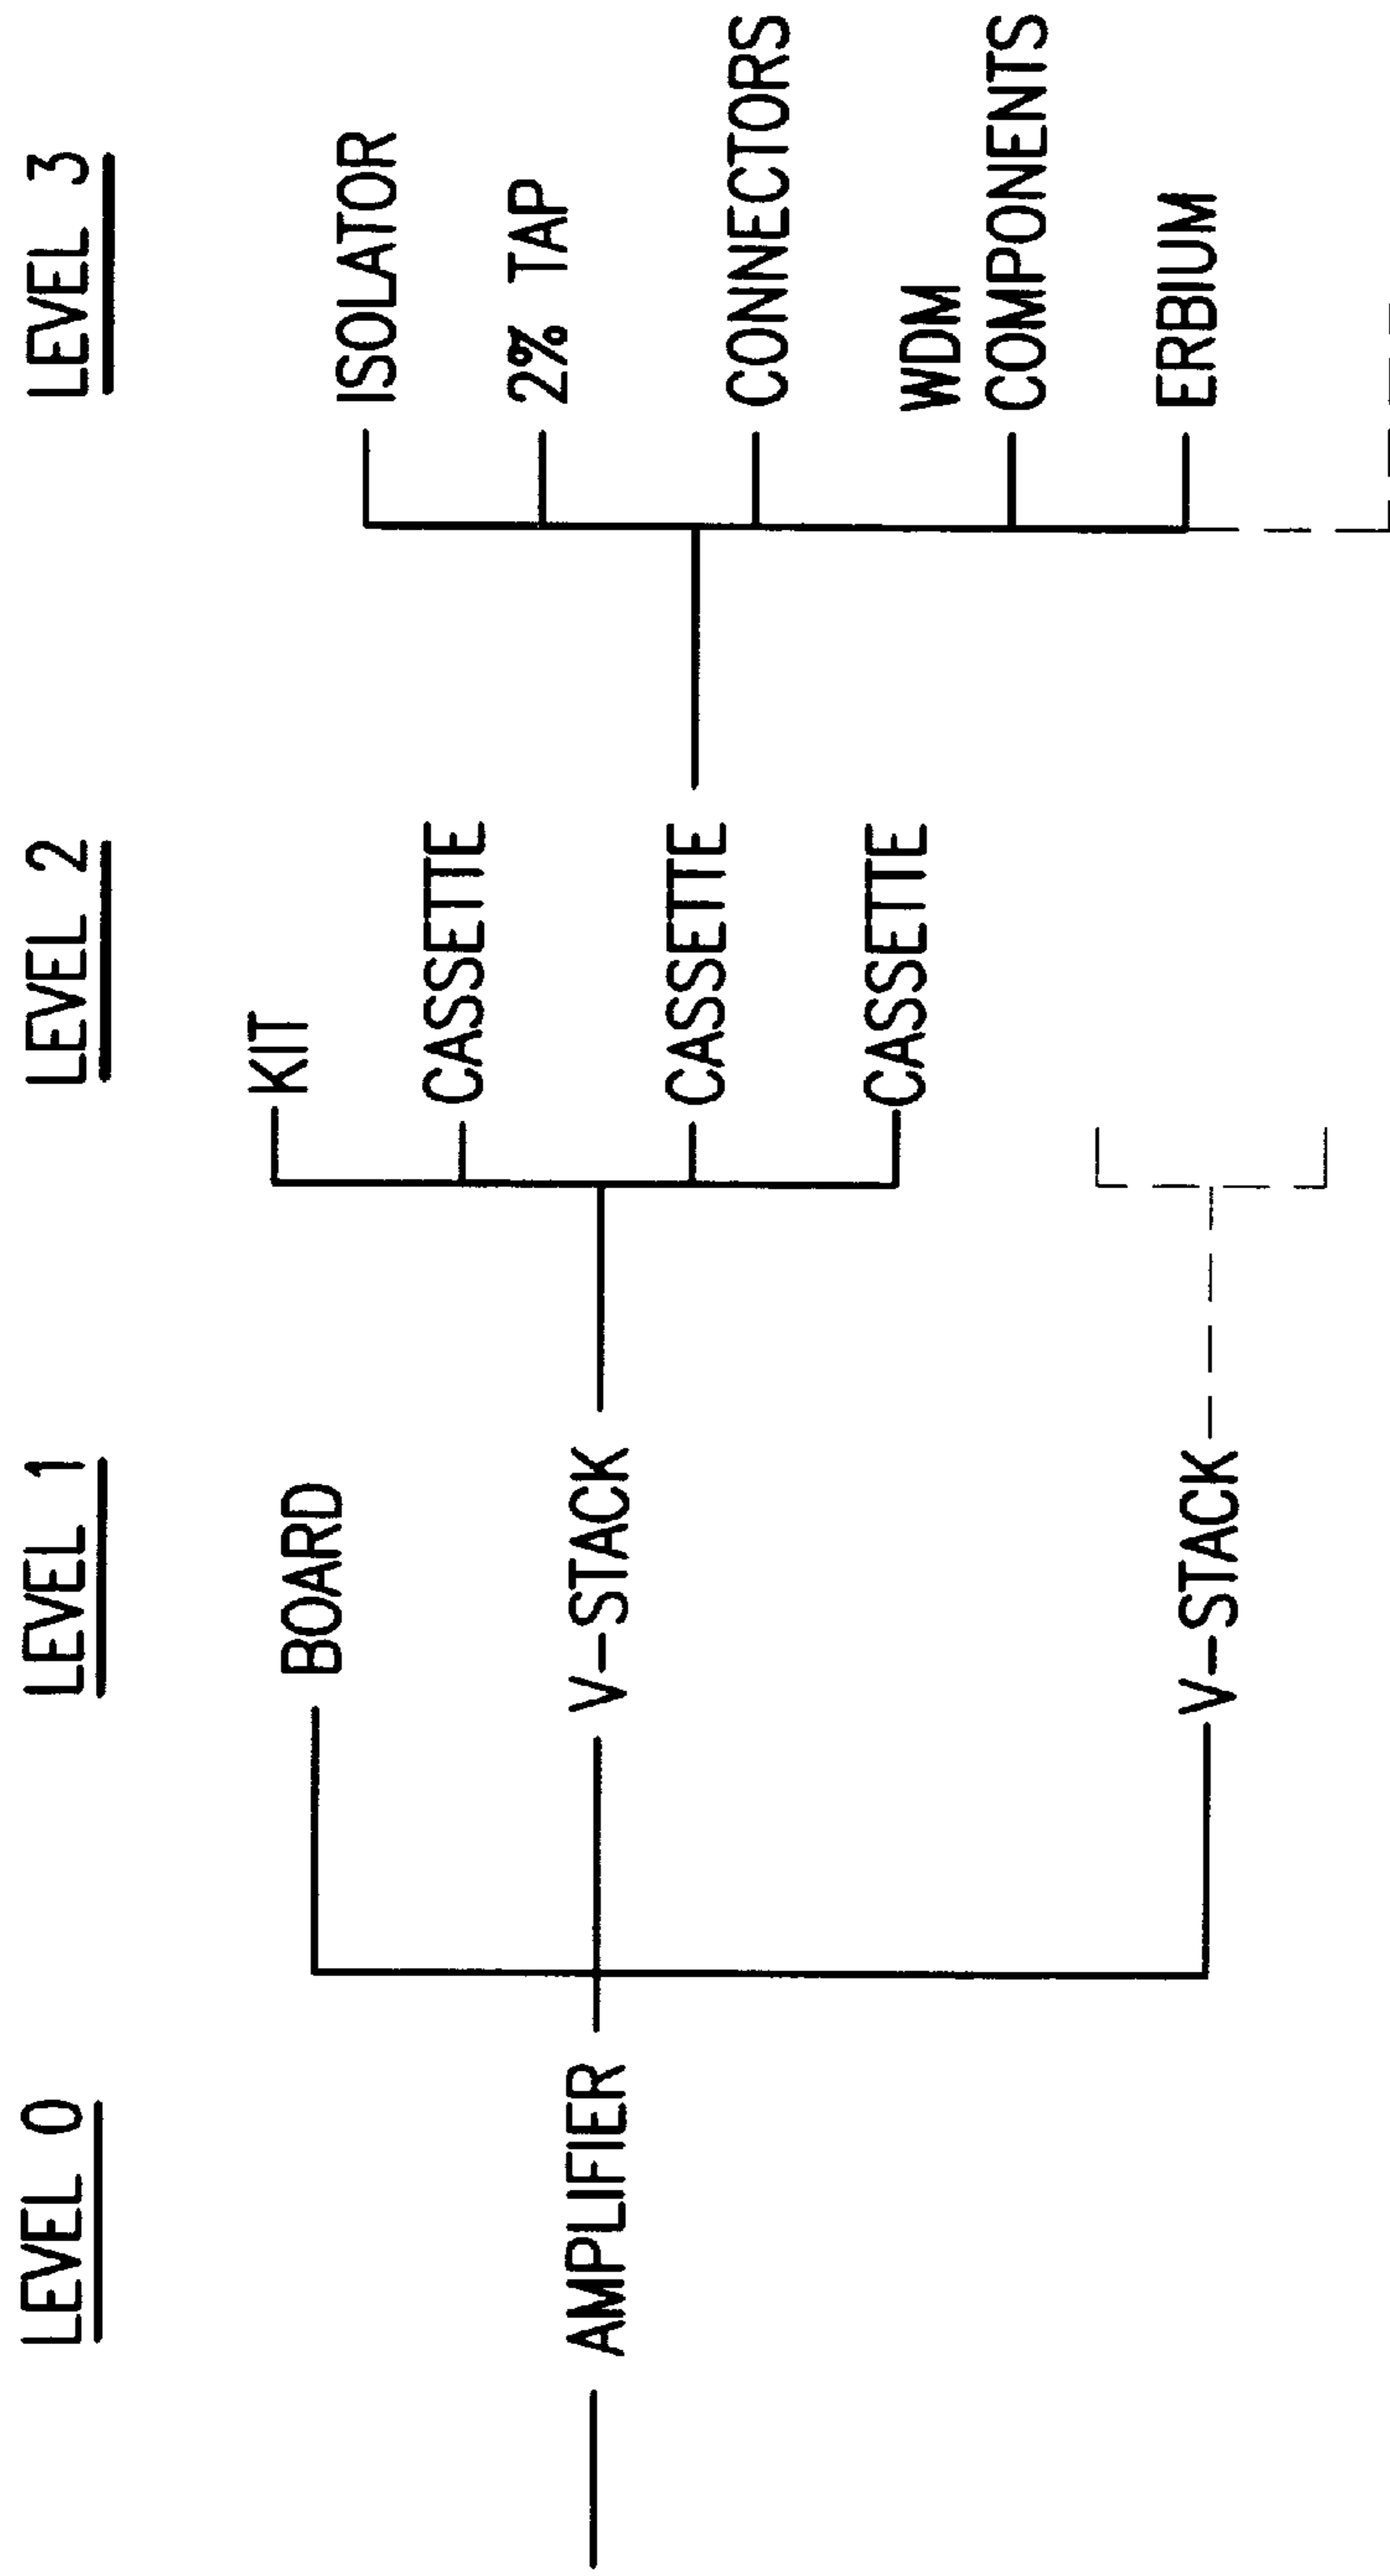 LEVEL 0
LEVEL 1
LEVEL 2
LEVEL 3
AMPLIFIER
BOARD
V-STACK
V-STACK
KIT
CASSETTE
CASSETTE
CASSETTE
ISOLATOR
2% TAP
CONNECTORS
WDM
COMPONENTS
ERBIUM